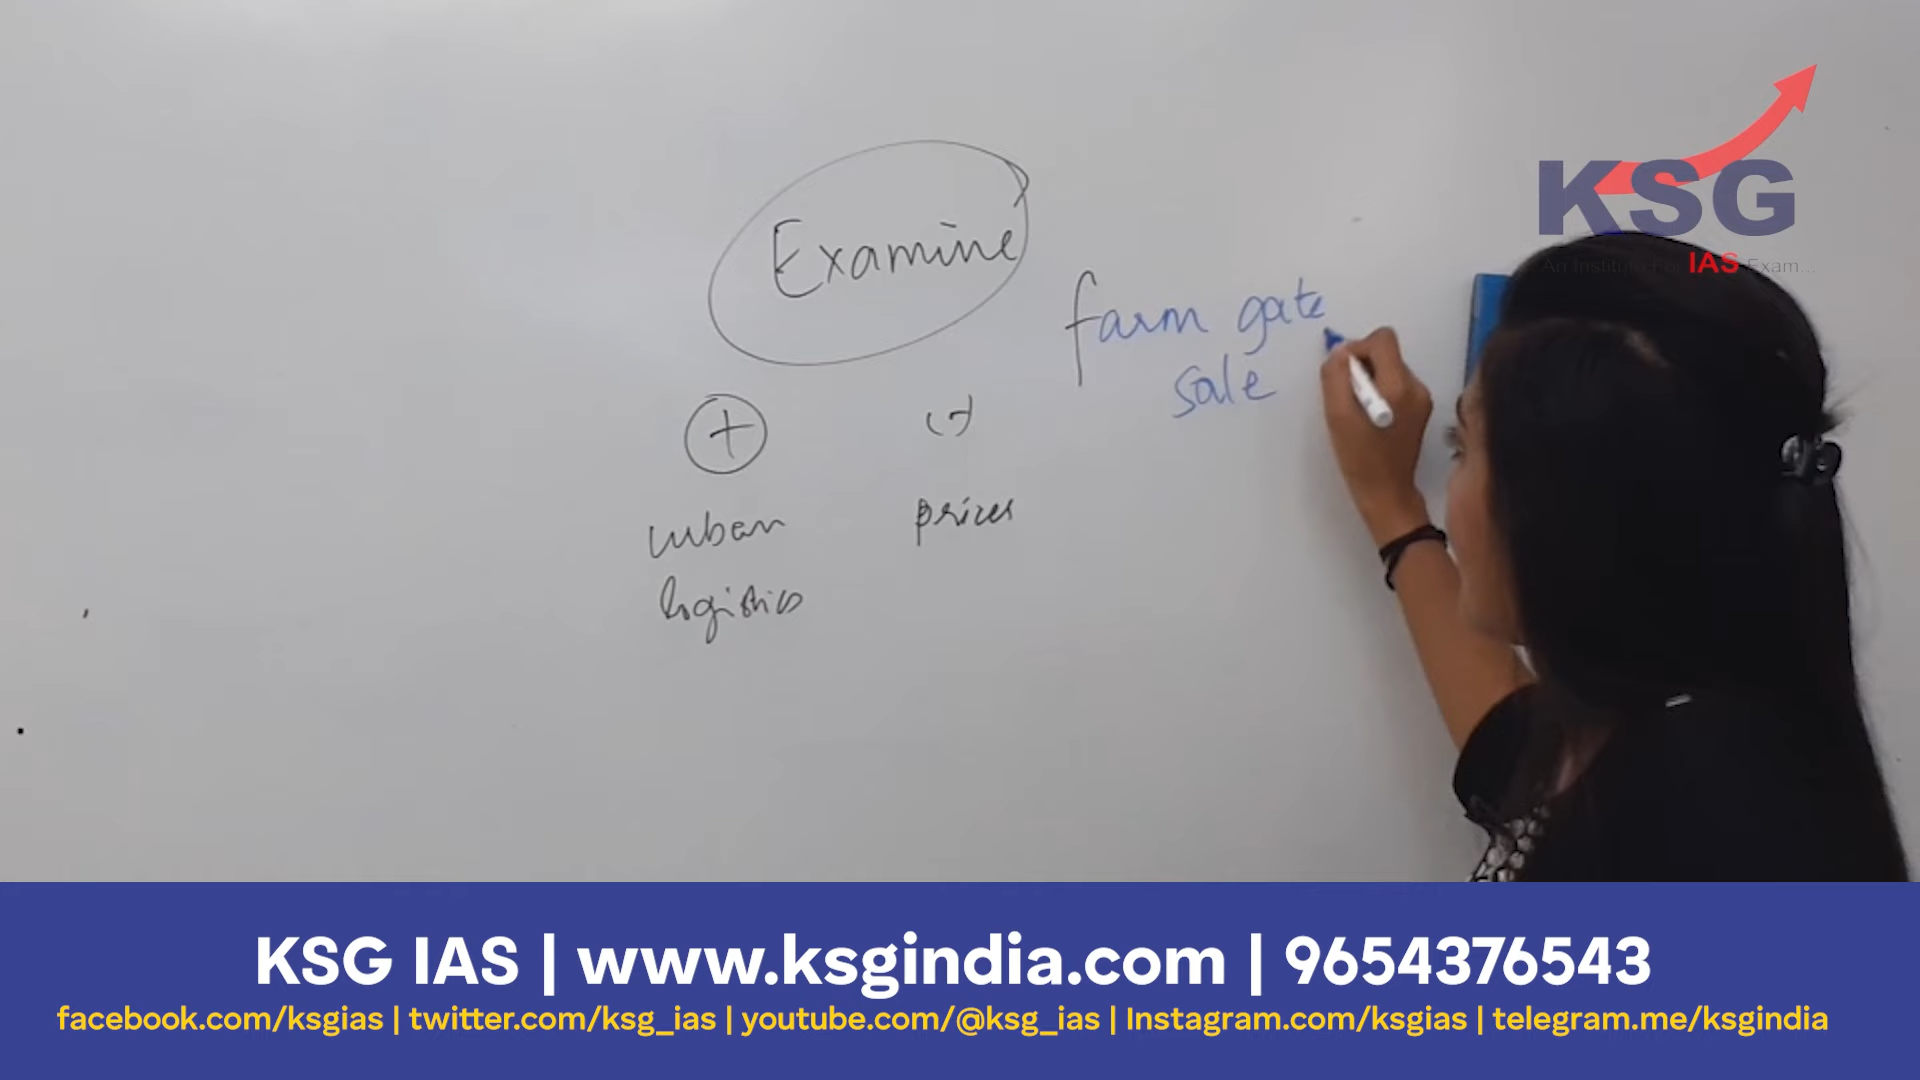 KSG
An Institute For IAS Exam...
Examine
farm gate
sale
+ (-)
urban prices
logistics
KSG IAS | www.ksgindia.com | 9654376543
facebook.com/ksgias | twitter.com/ksg_ias | youtube.com/@ksg_ias | Instagram.com/ksgias | telegram.me/ksgindia